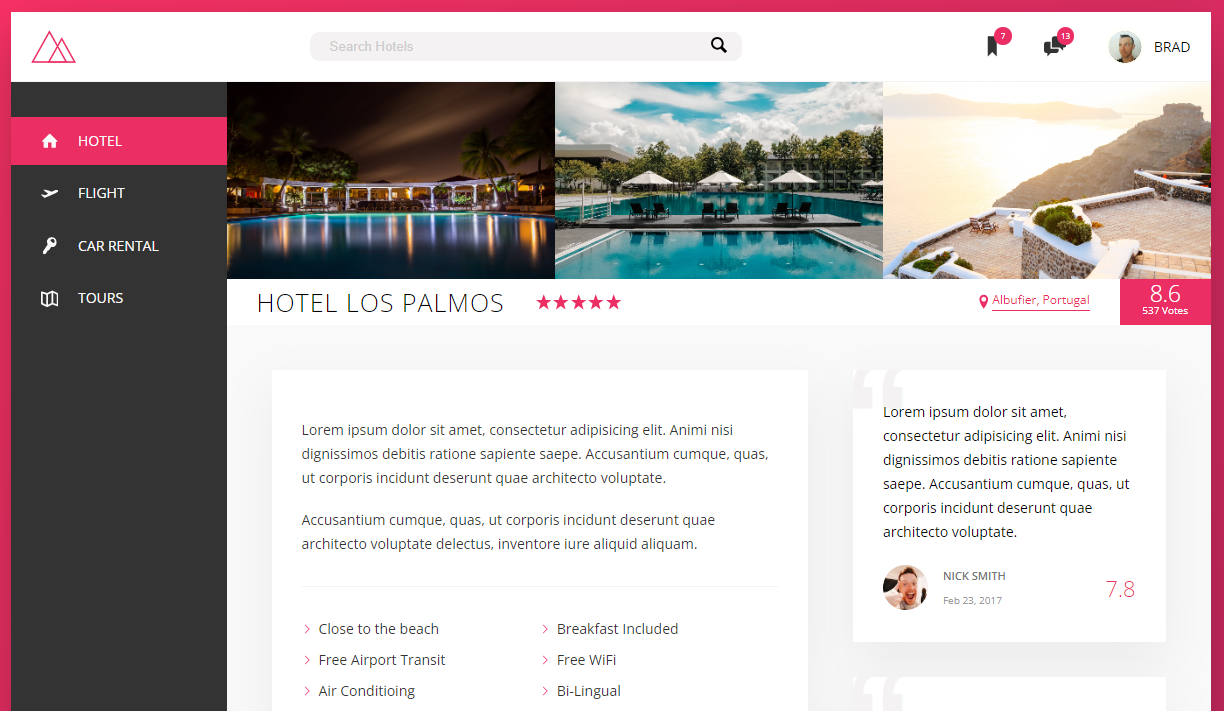 Search Hotels
7
13
BRAD
HOTEL
FLIGHT
CAR RENTAL
TOURS
HOTEL LOS PALMOS
Albufier, Portugal
8.6
537 Votes
Lorem ipsum dolor sit amet, consectetur adipisicing elit. Animi nisi
dignissimos debitis ratione sapiente saepe. Accusantium cumque, quas,
ut corporis incidunt deserunt quae architecto voluptate.
Accusantium cumque, quas, ut corporis incidunt deserunt quae
architecto voluptate delectus, inventore iure aliquid aliquam.
Close to the beach
Breakfast Included
Free Airport Transit
Free WiFi
Air Conditioing
Bi-Lingual
Lorem ipsum dolor sit amet,
consectetur adipisicing elit. Animi nisi
dignissimos debitis ratione sapiente
saepe. Accusantium cumque, quas, ut
corporis incidunt deserunt quae
architecto voluptate.
NICK SMITH
Feb 23, 2017
7.8